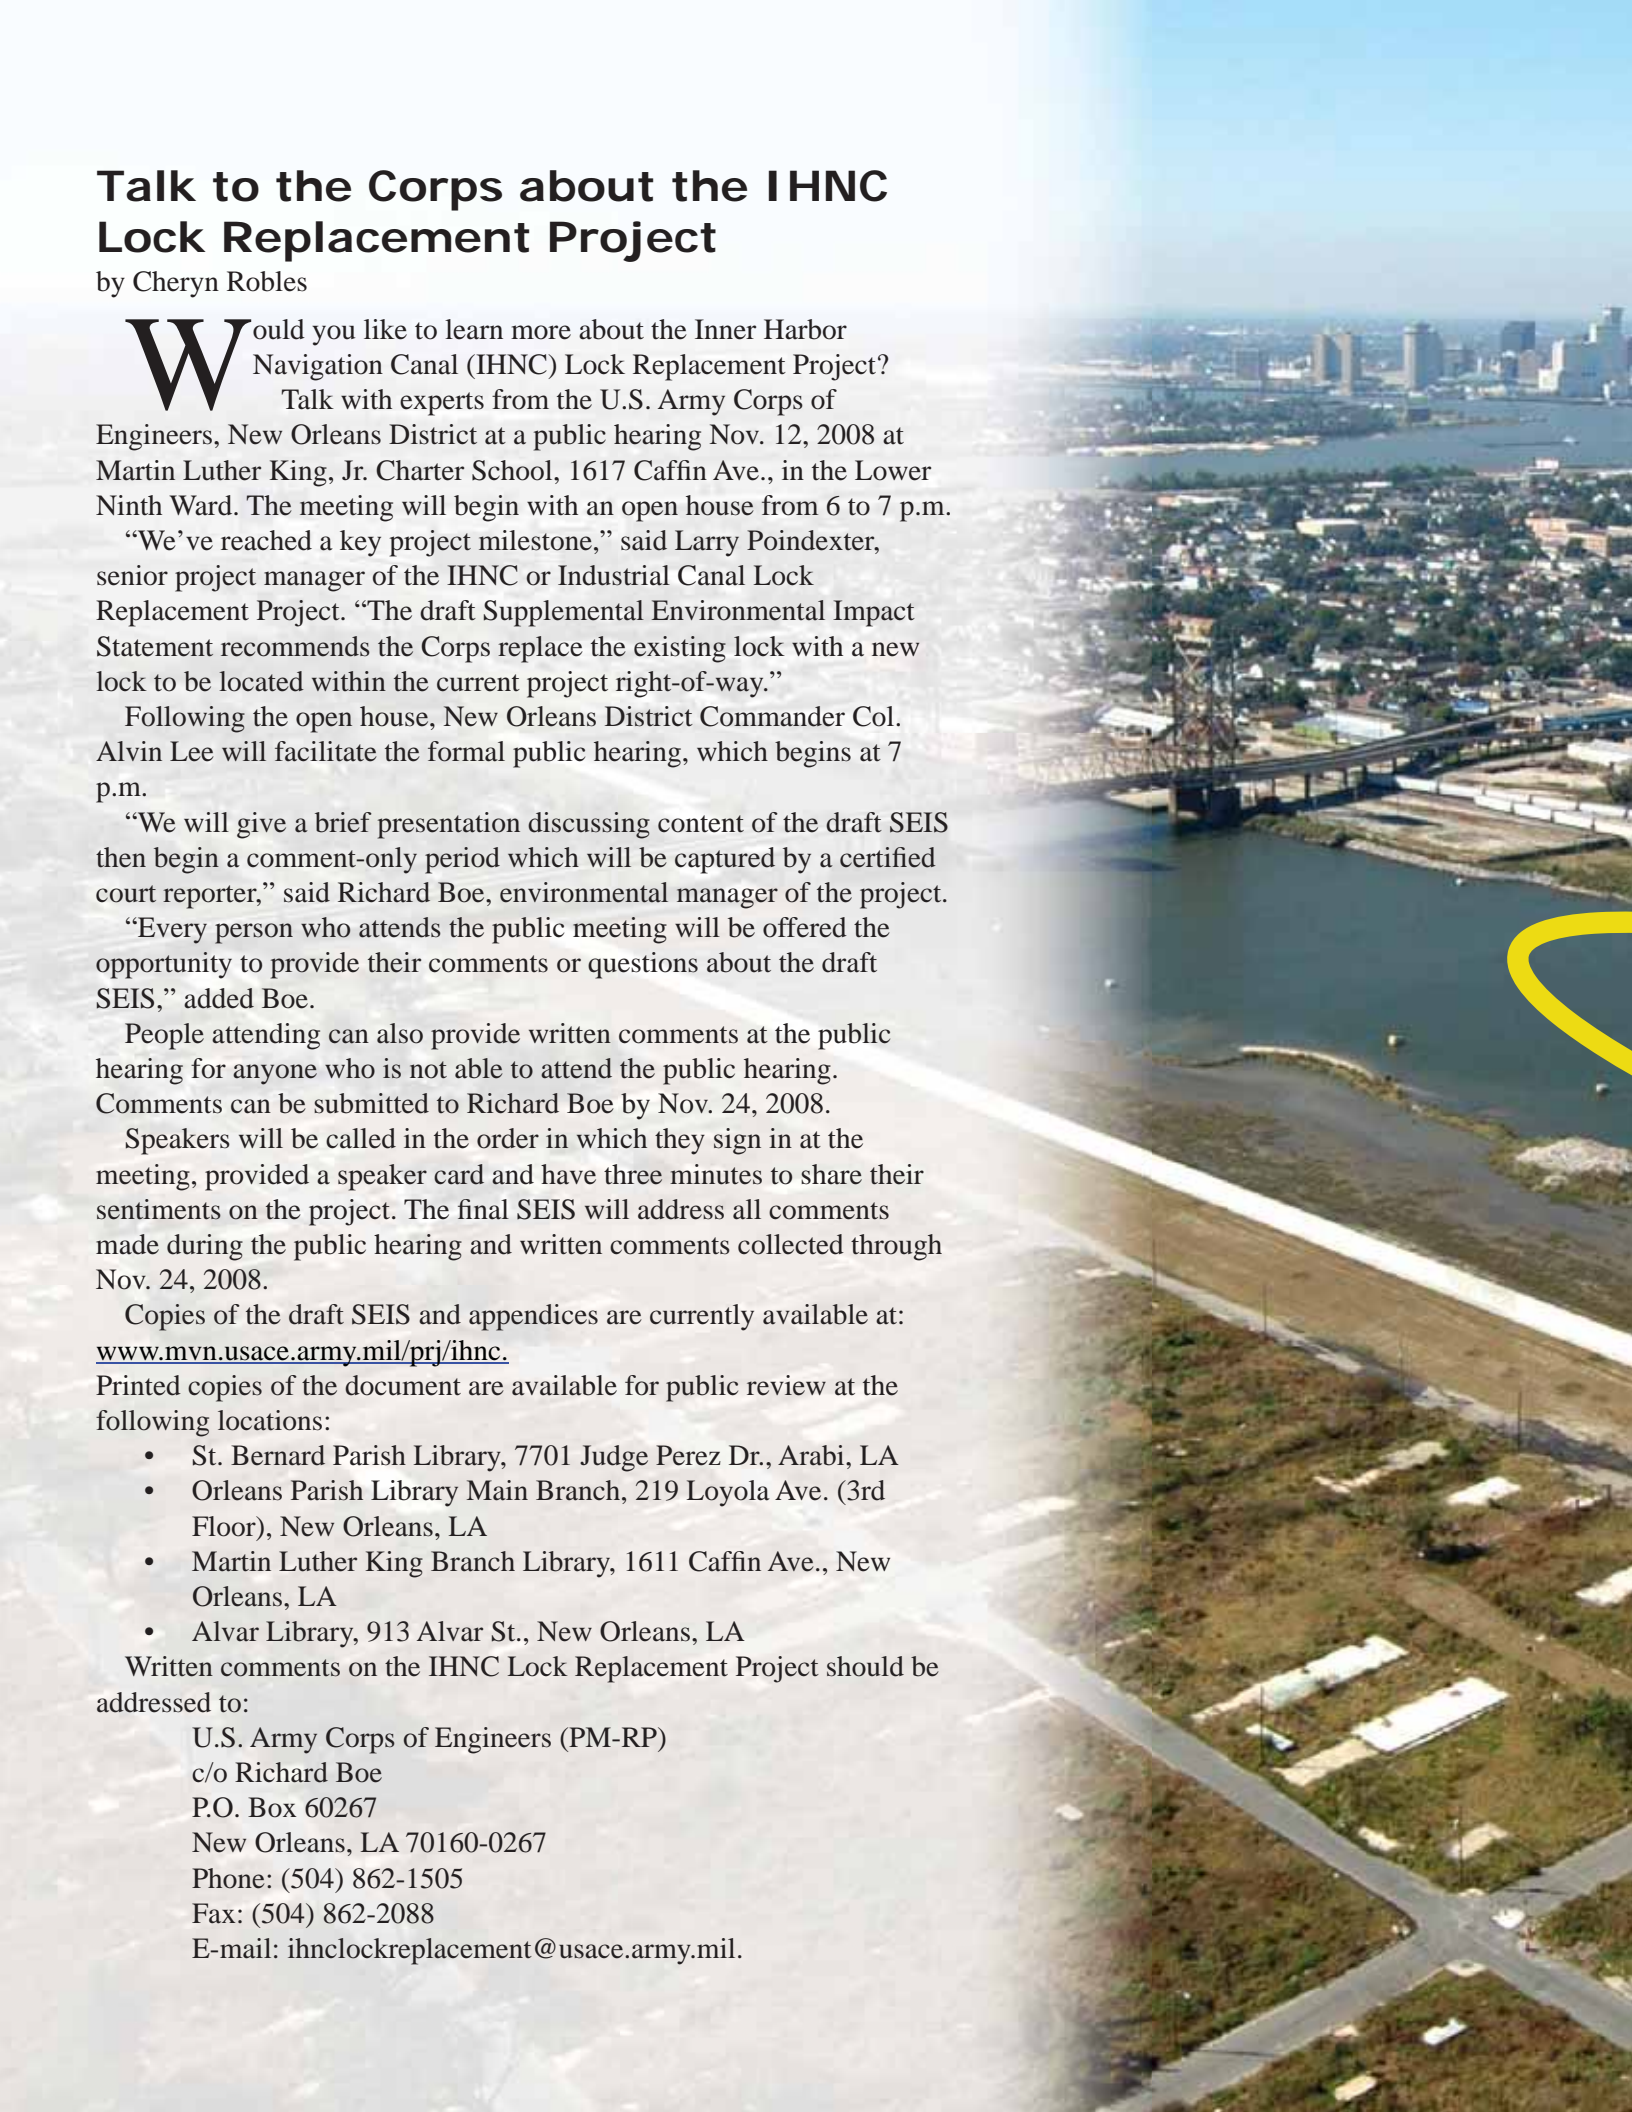 Talk to the Corps about the IHNC
Lock Replacement Project
by Cheryn Robles
Would you like to learn more about the Inner Harbor
Navigation Canal (IHNC) Lock Replacement Project?
Talk with experts from the U.S. Army Corps of
Engineers, New Orleans District at a public hearing Nov. 12, 2008 at
Martin Luther King, Jr. Charter School, 1617 Caffin Ave., in the Lower
Ninth Ward. The meeting will begin with an open house from 6 to 7 p.m.
“We’ve reached a key project milestone,” said Larry Poindexter,
senior project manager of the IHNC or Industrial Canal Lock
Replacement Project. “The draft Supplemental Environmental Impact
Statement recommends the Corps replace the existing lock with a new
lock to be located within the current project right-of-way.”
Following the open house, New Orleans District Commander Col.
Alvin Lee will facilitate the formal public hearing, which begins at 7
p.m.
“We will give a brief presentation discussing content of the draft SEIS
then begin a comment-only period which will be captured by a certified
court reporter,” said Richard Boe, environmental manager of the project.
“Every person who attends the public meeting will be offered the
opportunity to provide their comments or questions about the draft
SEIS,” added Boe.
People attending can also provide written comments at the public
hearing for anyone who is not able to attend the public hearing.
Comments can be submitted to Richard Boe by Nov. 24, 2008.
Speakers will be called in the order in which they sign in at the
meeting, provided a speaker card and have three minutes to share their
sentiments on the project. The final SEIS will address all comments
made during the public hearing and written comments collected through
Nov. 24, 2008.
Copies of the draft SEIS and appendices are currently available at:
www.mvn.usace.army.mil/prj/ihnc.
Printed copies of the document are available for public review at the
following locations:
• St. Bernard Parish Library, 7701 Judge Perez Dr., Arabi, LA
• Orleans Parish Library Main Branch, 219 Loyola Ave. (3rd
Floor), New Orleans, LA
• Martin Luther King Branch Library, 1611 Caffin Ave., New
Orleans, LA
• Alvar Library, 913 Alvar St., New Orleans, LA
Written comments on the IHNC Lock Replacement Project should be
addressed to:
U.S. Army Corps of Engineers (PM-RP)
c/o Richard Boe
P.O. Box 60267
New Orleans, LA 70160-0267
Phone: (504) 862-1505
Fax: (504) 862-2088
E-mail: ihnclockreplacement@usace.army.mil.